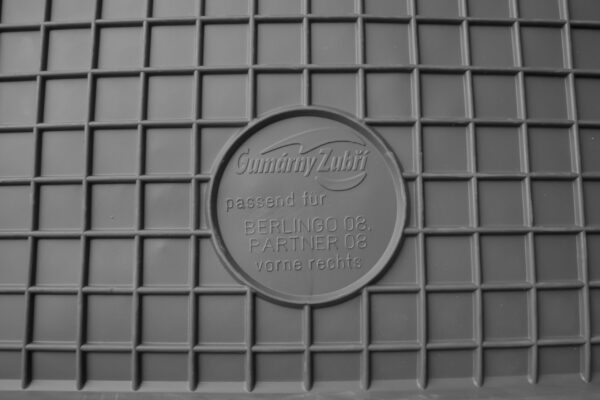 Gumárny Zubří
passend für
BERLINGO 08,
PARTNER 08
vorne rechts